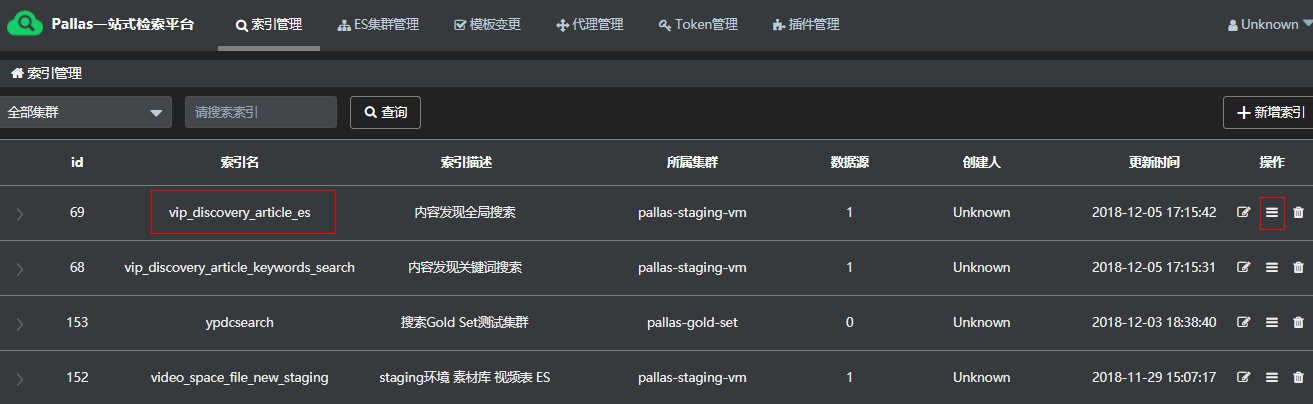 Pallas一站式检索平台 索引管理 ES集群管理 模板变更 代理管理 Token管理 插件管理 Unknown
索引管理
全部集群 请搜索索引 查询 新增索引
id 索引名 索引描述 所属集群 数据源 创建人 更新时间 操作
69 vip_discovery_article_es 内容发现全局搜索 pallas-staging-vm 1 Unknown 2018-12-05 17:15:42
68 vip_discovery_article_keywords_search 内容发现关键词搜索 pallas-staging-vm 1 Unknown 2018-12-05 17:15:31
153 ypdcsearch 搜索Gold Set测试集群 pallas-gold-set 0 Unknown 2018-12-03 18:38:40
152 video_space_file_new_staging staging环境 素材库 视频表 ES pallas-staging-vm 1 Unknown 2018-11-29 15:07:17